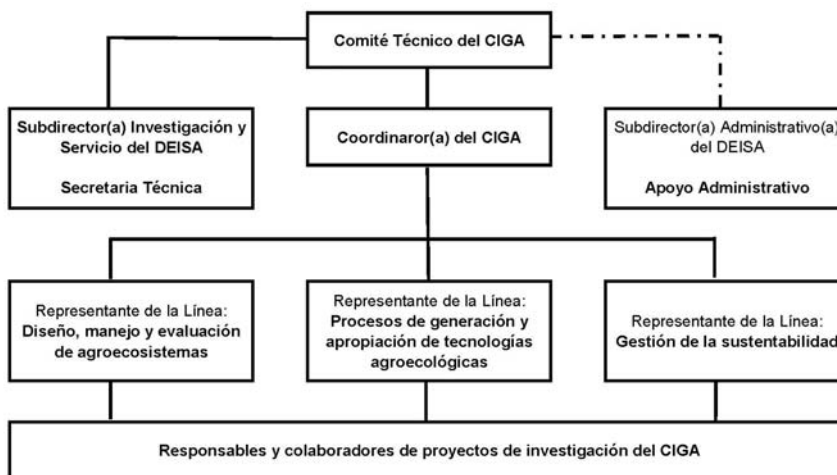 Comité Técnico del CIGA
Subdirector(a) Investigación y
Servicio del DEISA
Secretaria Técnica
Coordinaror(a) del CIGA
Subdirector(a) Administrativo(a)
del DEISA
Apoyo Administrativo
Representante de la Línea:
Diseño, manejo y evaluación
de agroecosistemas
Representante de la Línea:
Procesos de generación y
apropiación de tecnologías
agroecológicas
Representante de la Línea:
Gestión de la sustentabilidad
Responsables y colaboradores de proyectos de investigación del CIGA